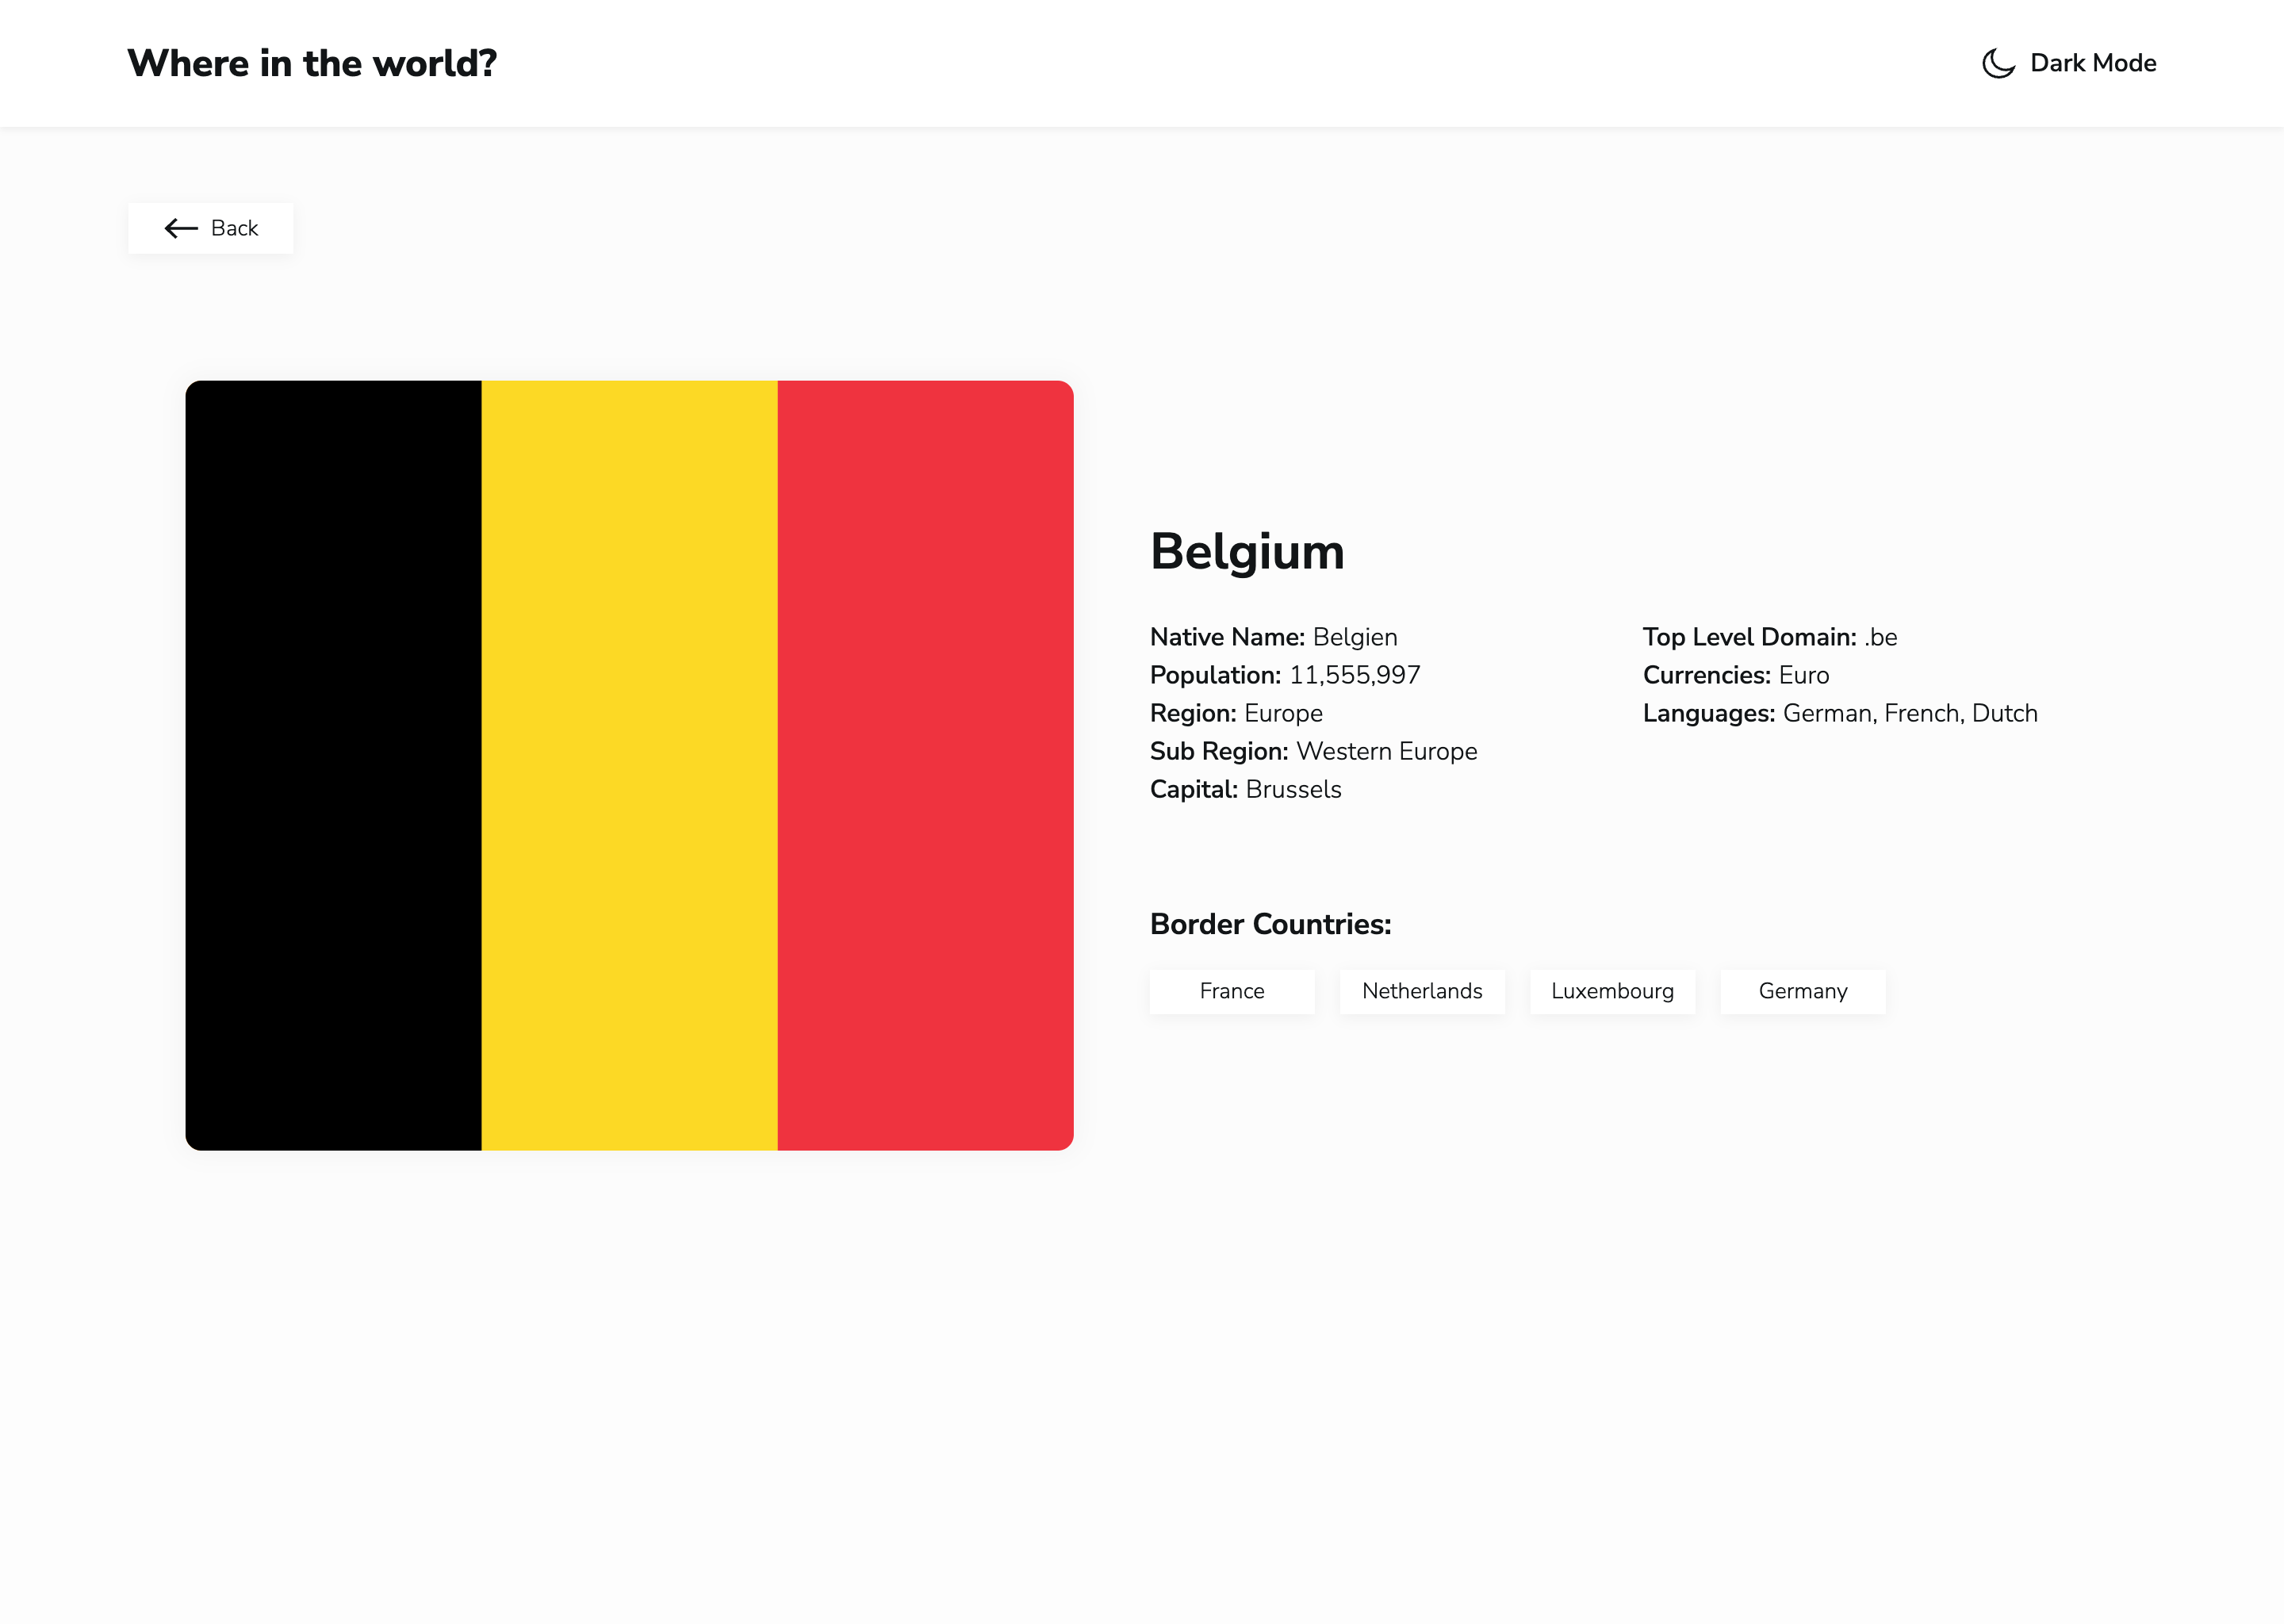 Where in the world?
Dark Mode
Back
Belgium
Native Name: Belgien
Population: 11,555,997
Region: Europe
Sub Region: Western Europe
Capital: Brussels
Top Level Domain: .be
Currencies: Euro
Languages: German, French, Dutch
Border Countries:
France
Netherlands
Luxembourg
Germany